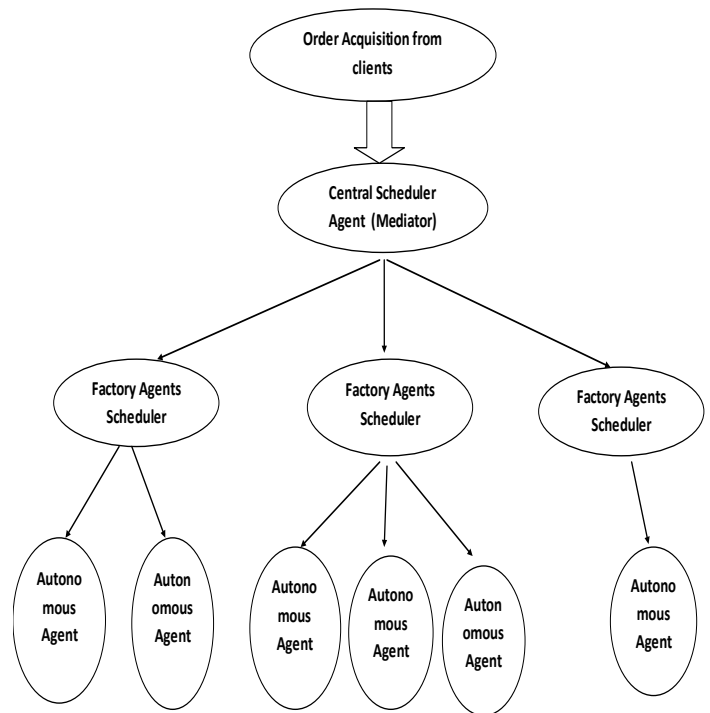 Order Acquisition from
clients
Central Scheduler
Agent (Mediator)
Factory Agents
Scheduler
Factory Agents
Scheduler
Factory Agents
Scheduler
Autono
mous
Agent
Auton
omous
Agent
Autono
mous
Agent
Autono
mous
Agent
Auton
omous
Agent
Autono
mous
Agent